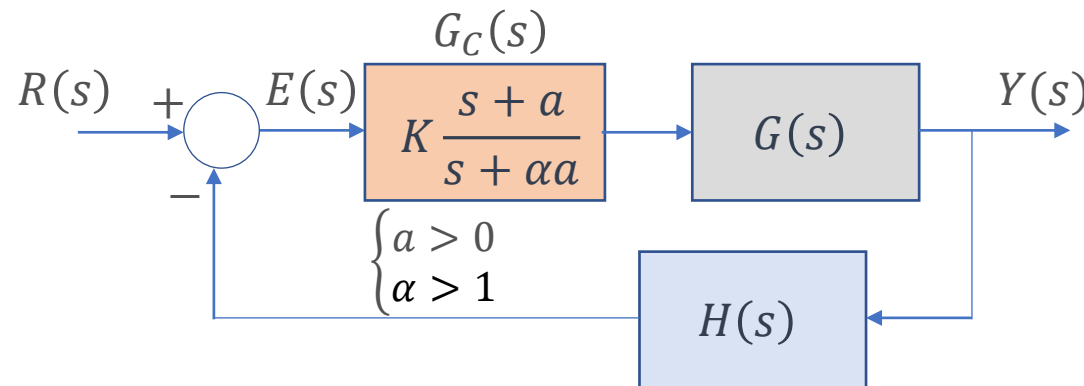 G_C(s)
R(s) + E(s) K (s + a)/(s + αa) G(s) Y(s)
−
{a > 0
α > 1
H(s)